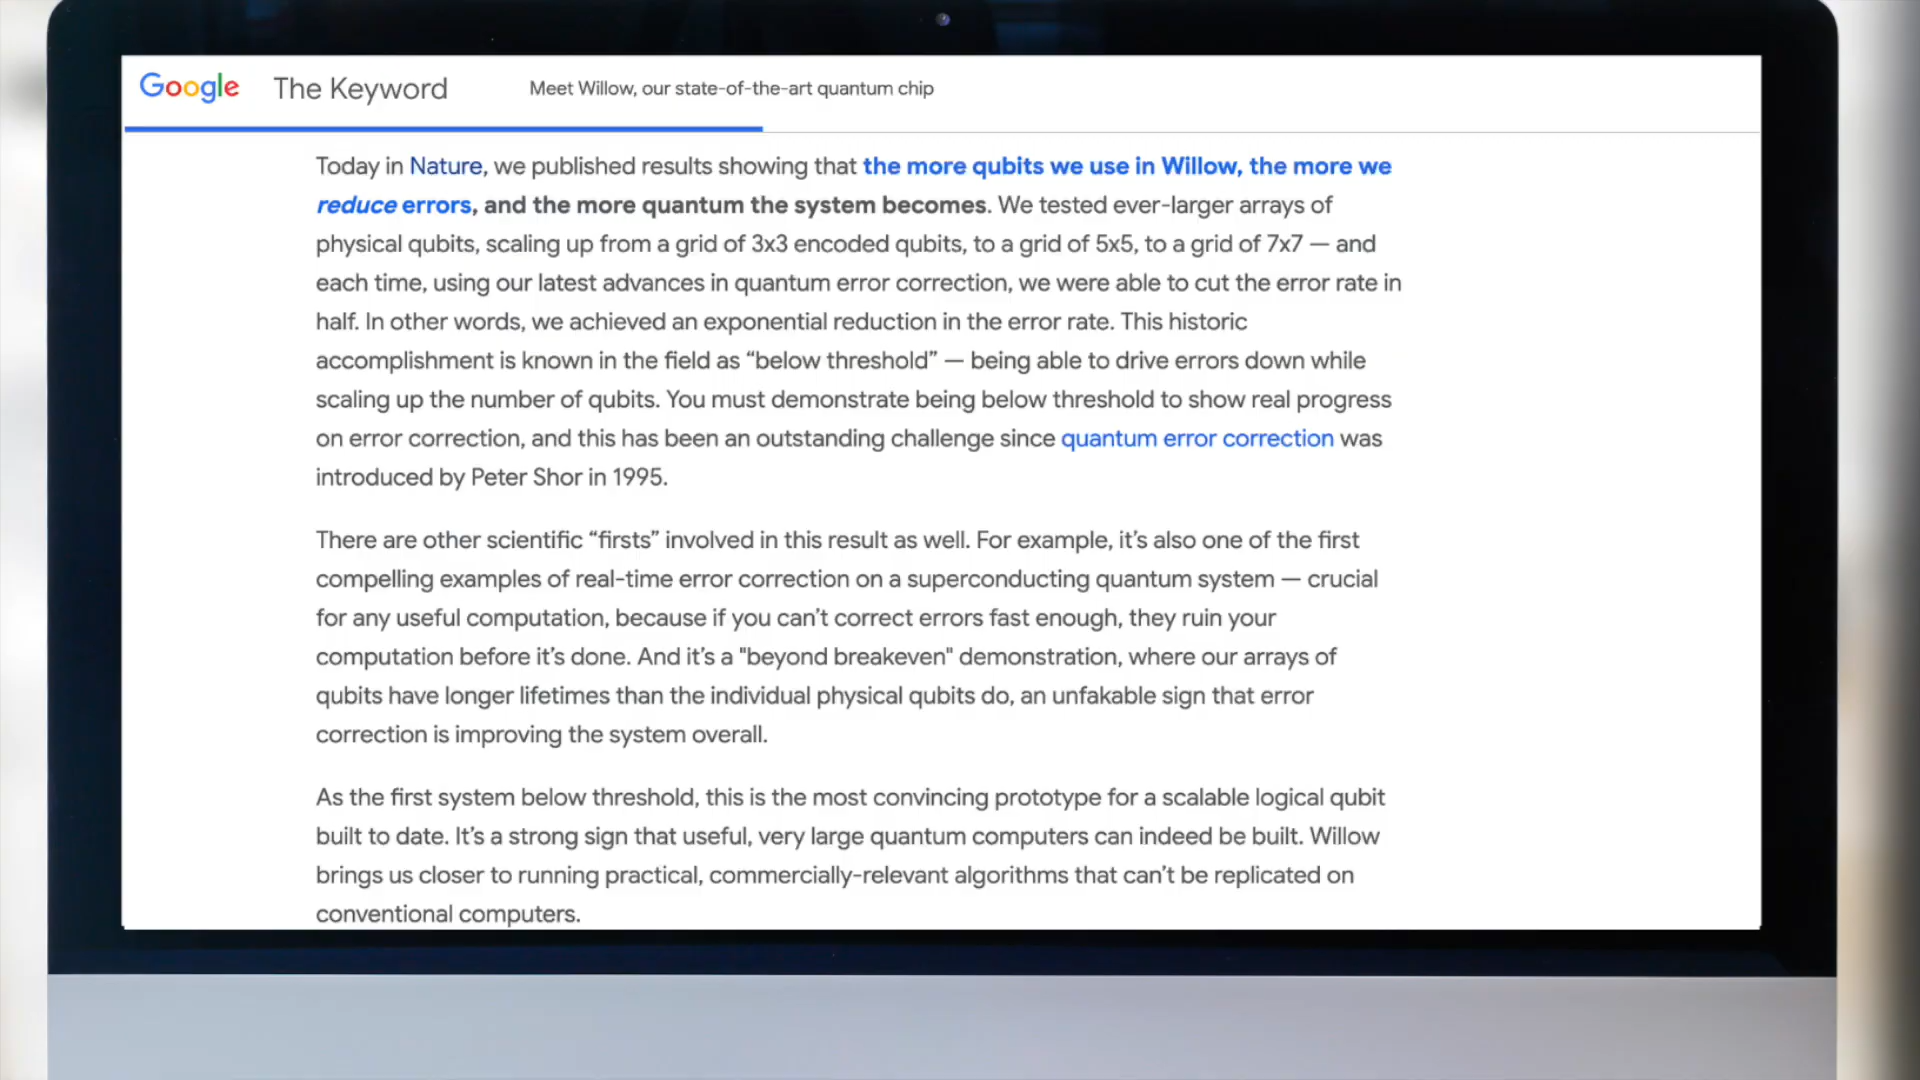 Google The Keyword Meet Willow, our state-of-the-art quantum chip
Today in Nature, we published results showing that the more qubits we use in Willow, the more we
reduce errors, and the more quantum the system becomes. We tested ever-larger arrays of
physical qubits, scaling up from a grid of 3x3 encoded qubits, to a grid of 5x5, to a grid of 7x7 — and
each time, using our latest advances in quantum error correction, we were able to cut the error rate in
half. In other words, we achieved an exponential reduction in the error rate. This historic
accomplishment is known in the field as “below threshold” — being able to drive errors down while
scaling up the number of qubits. You must demonstrate being below threshold to show real progress
on error correction, and this has been an outstanding challenge since quantum error correction was
introduced by Peter Shor in 1995.
There are other scientific “firsts” involved in this result as well. For example, it’s also one of the first
compelling examples of real-time error correction on a superconducting quantum system — crucial
for any useful computation, because if you can’t correct errors fast enough, they ruin your
computation before it’s done. And it’s a "beyond breakeven" demonstration, where our arrays of
qubits have longer lifetimes than the individual physical qubits do, an unfakable sign that error
correction is improving the system overall.
As the first system below threshold, this is the most convincing prototype for a scalable logical qubit
built to date. It’s a strong sign that useful, very large quantum computers can indeed be built. Willow
brings us closer to running practical, commercially-relevant algorithms that can’t be replicated on
conventional computers.